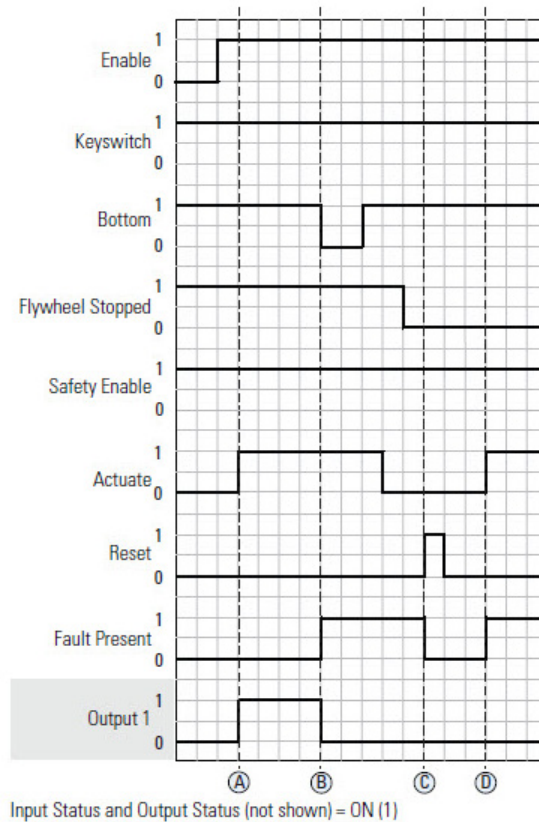 1
Enable
0
1
Keyswitch
0
1
Bottom
0
1
Flywheel Stopped
0
1
Safety Enable
0
1
Actuate
0
1
Reset
0
1
Fault Present
0
1
Output 1
0
A B C D
Input Status and Output Status (not shown) = ON (1)